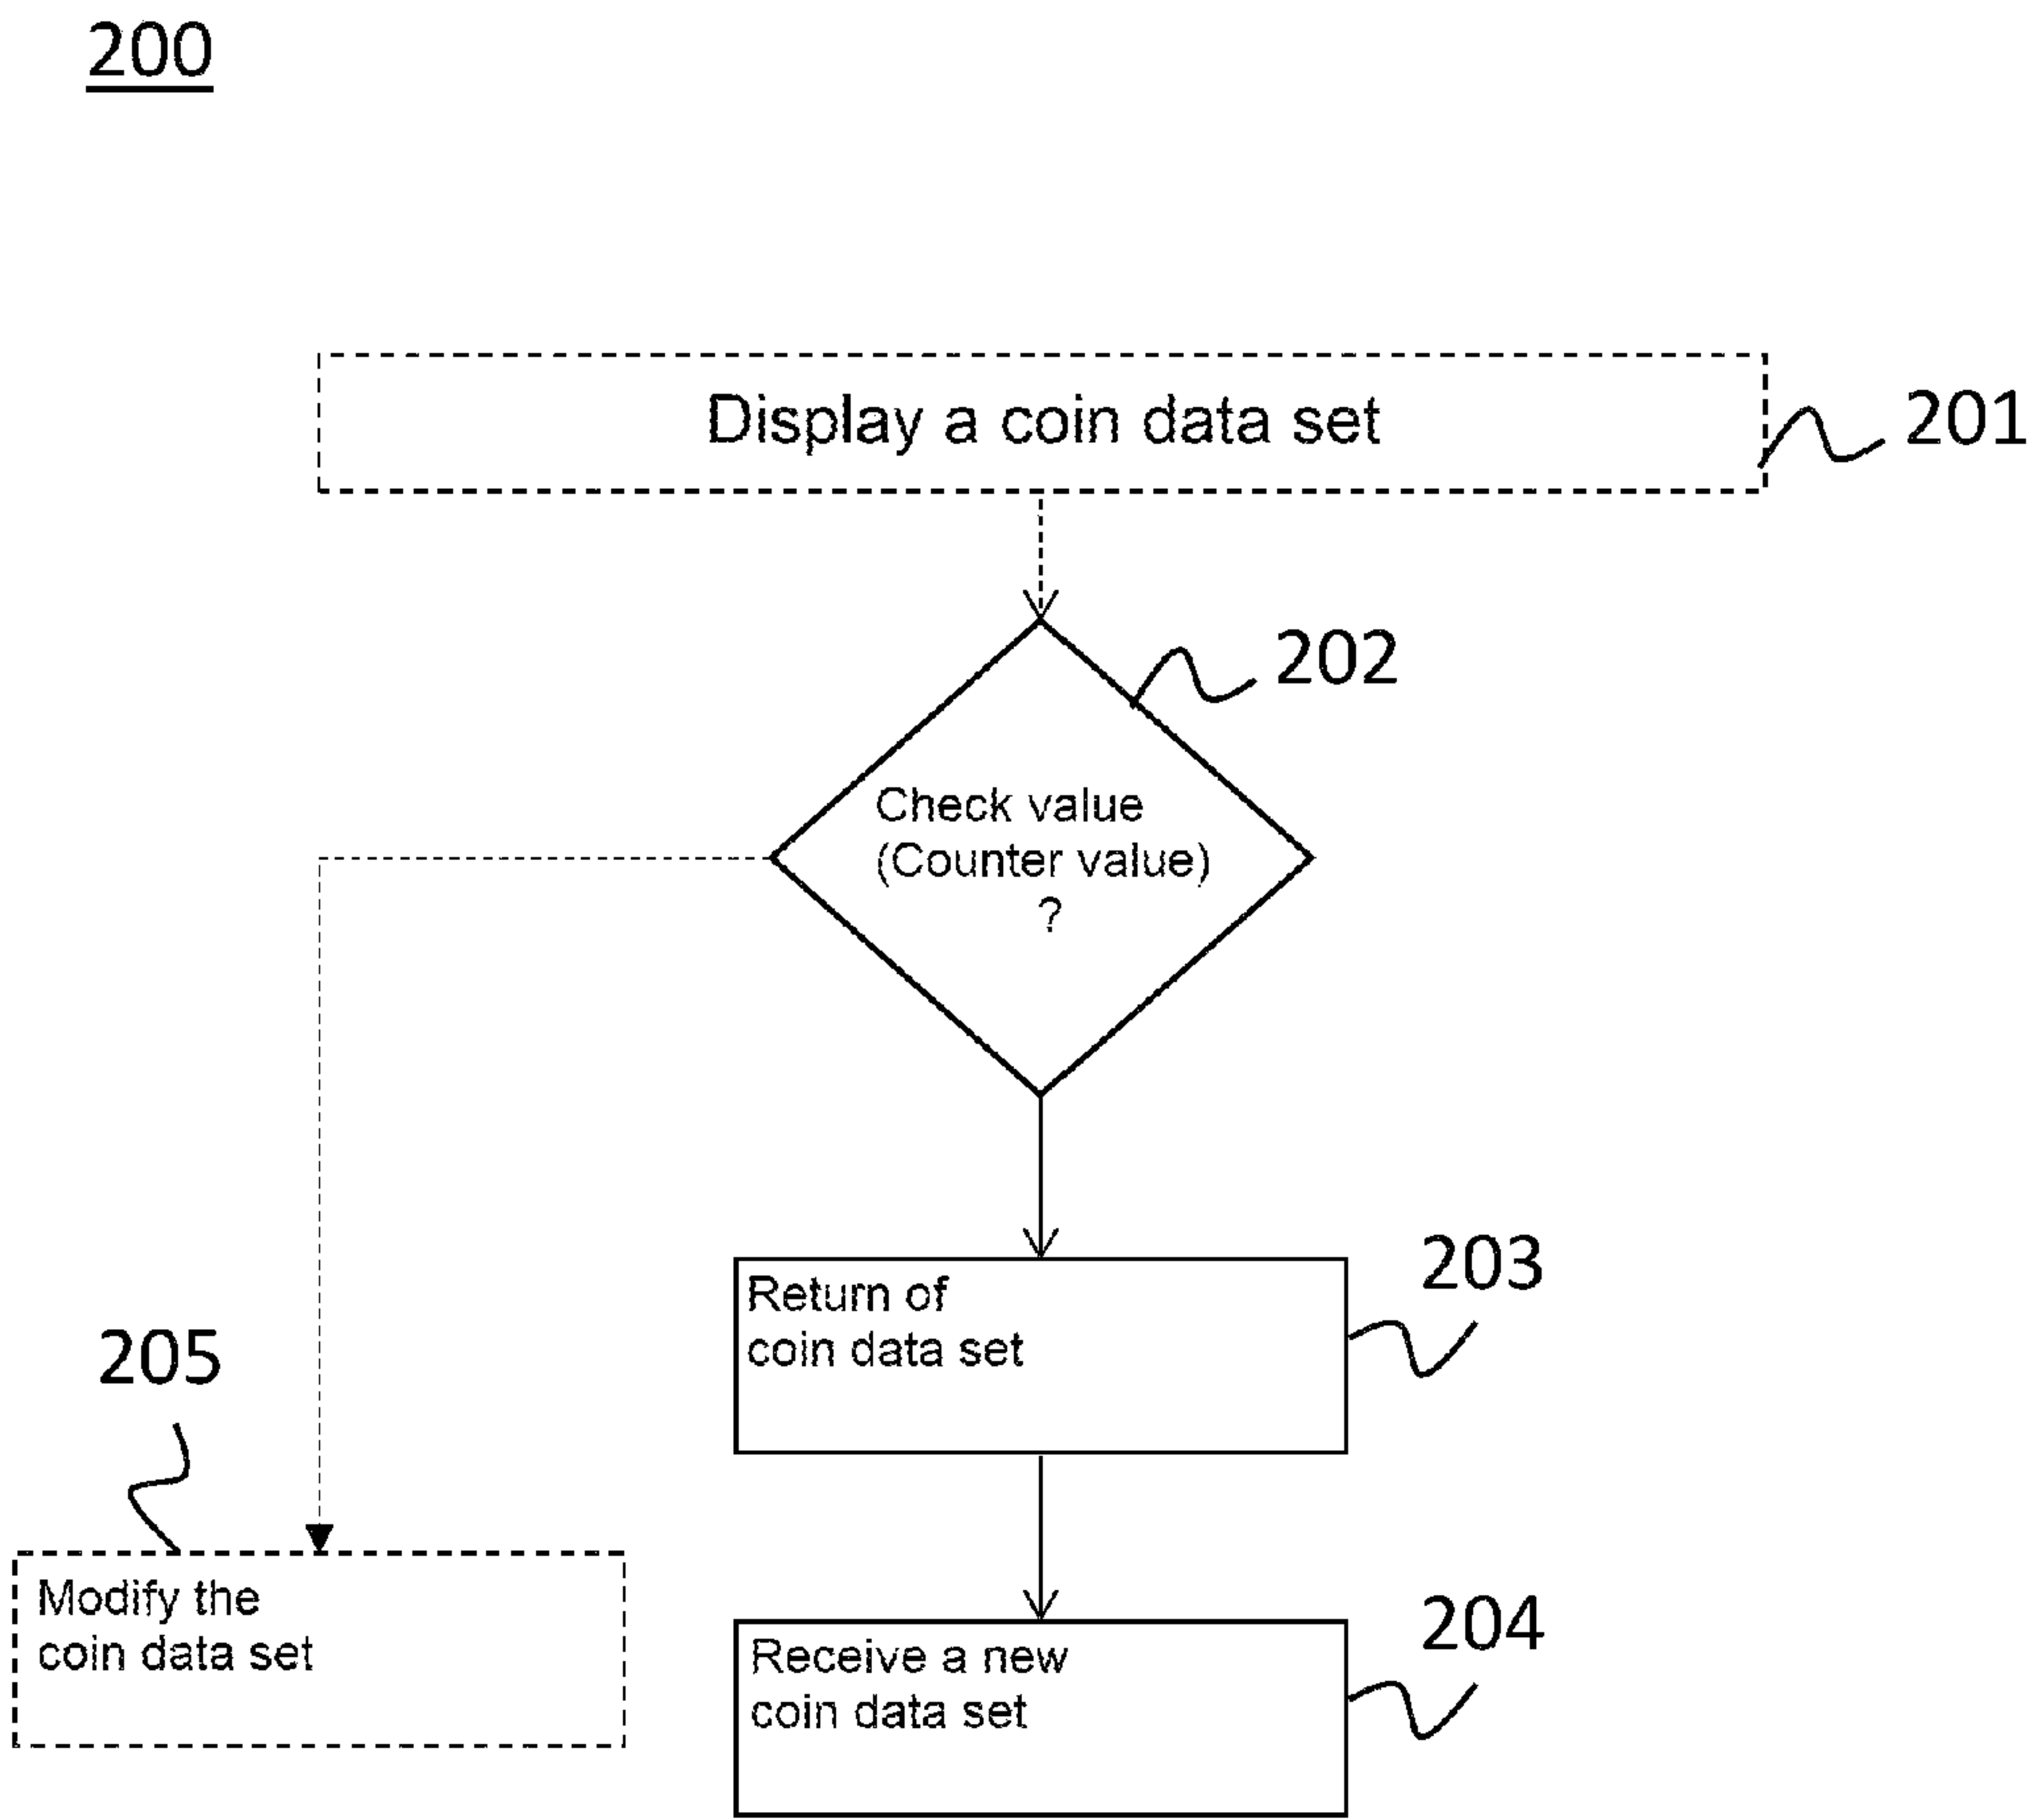 200
Display a coin data set
201
202
Check value
(Counter value)
?
203
Return of
coin data set
205
204
Modify the
coin data set
Receive a new
coin data set